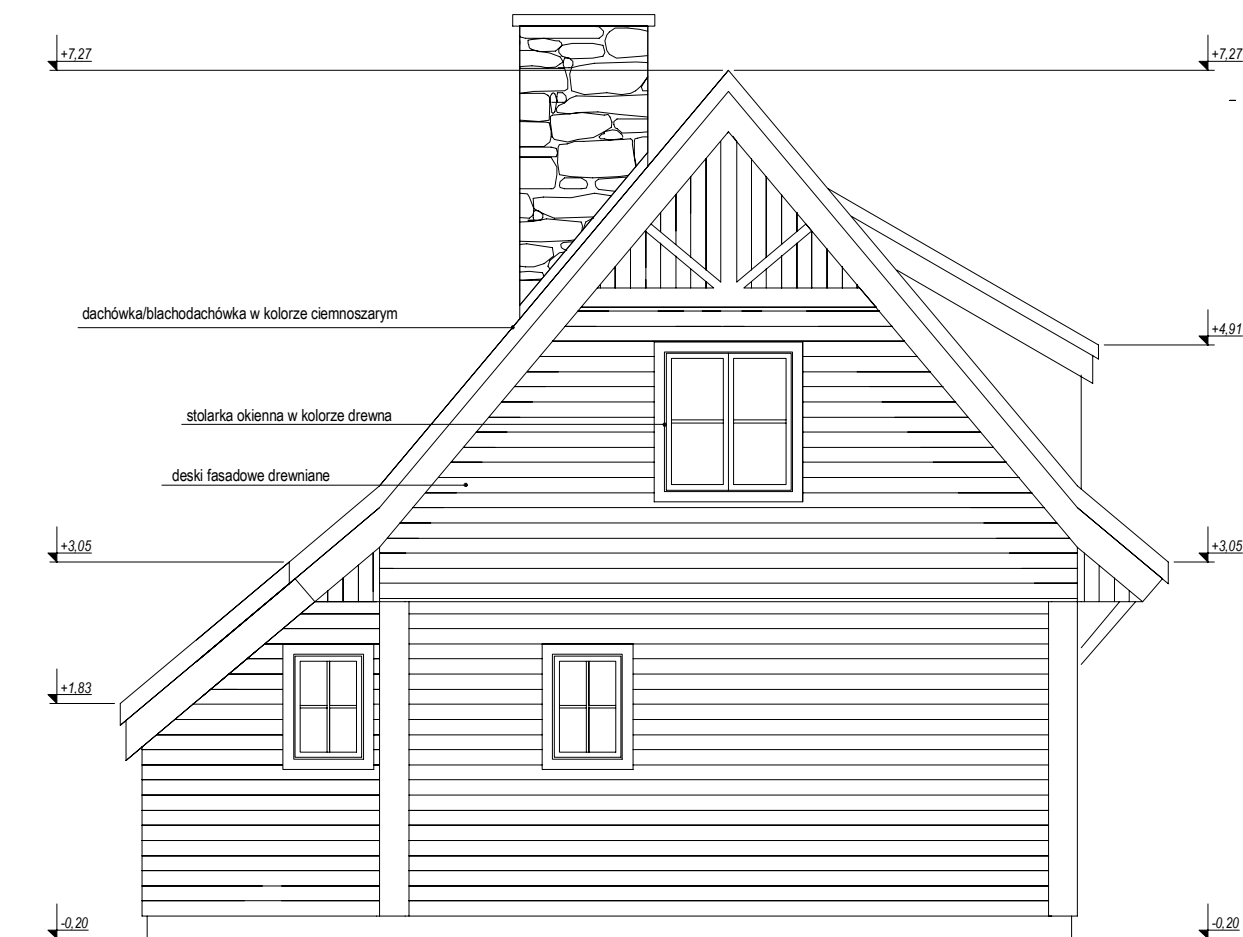 +7,27
+7,27
dachówka/blachodachówka w kolorze ciemnoszarym
+4,91
stolarka okienna w kolorze drewna
deski fasadowe drewniane
+3,05
+3,05
+1,83
-0,20
-0,20